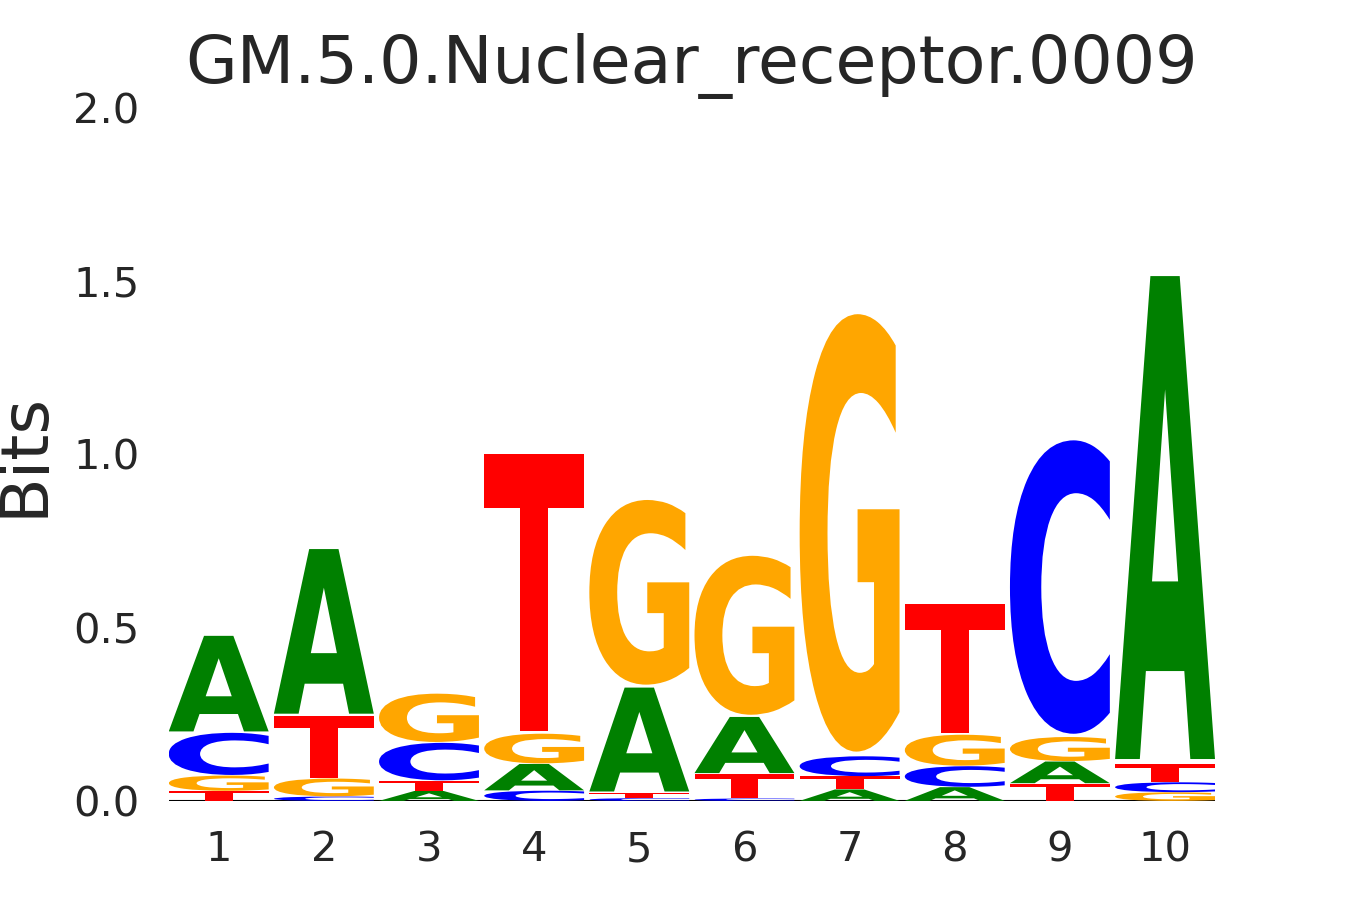 GM.5.0.Nuclear_receptor.0009
2.0
1.5
1.0
0.5
0.0
Bits
A A G T G G G T C A
C T C G A A C G G T
G G T A T T T C A C
T C A C C C A A T G
1 2 3 4 5 6 7 8 9 10